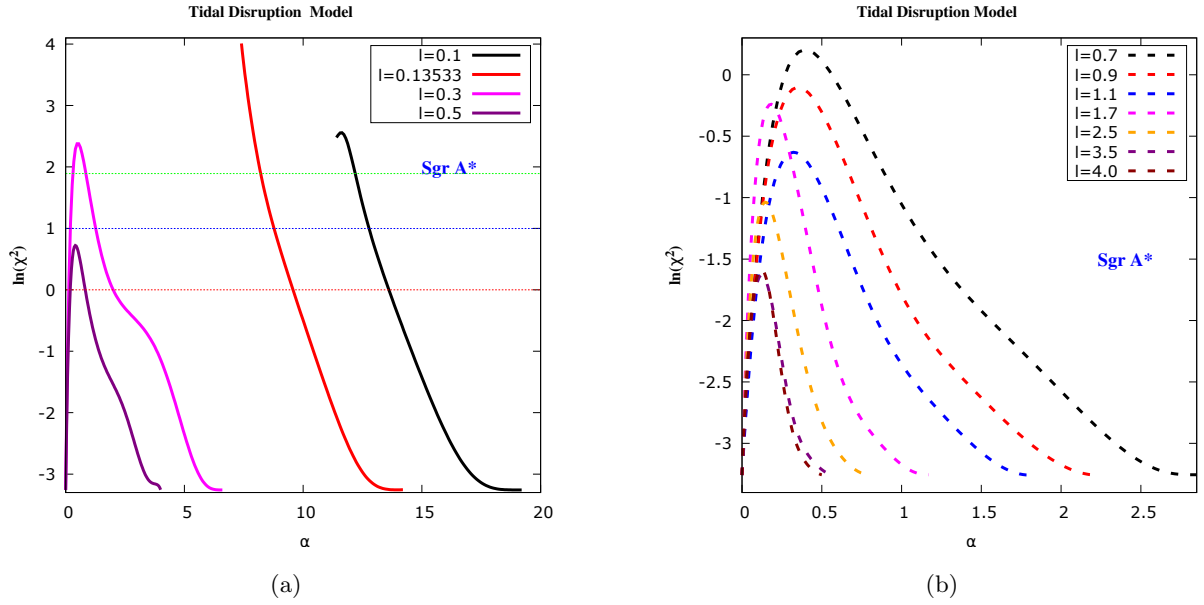 Tidal Disruption Model
4
3
2
1
0
-1
-2
-3
ln(χ²)
l=0.1
l=0.13533
l=0.3
l=0.5
Sgr A*
0 5 10 15 20
α
(a)
Tidal Disruption Model
0
-0.5
-1
-1.5
-2
-2.5
-3
ln(χ²)
l=0.7
l=0.9
l=1.1
l=1.7
l=2.5
l=3.5
l=4.0
Sgr A*
0 0.5 1 1.5 2 2.5
α
(b)